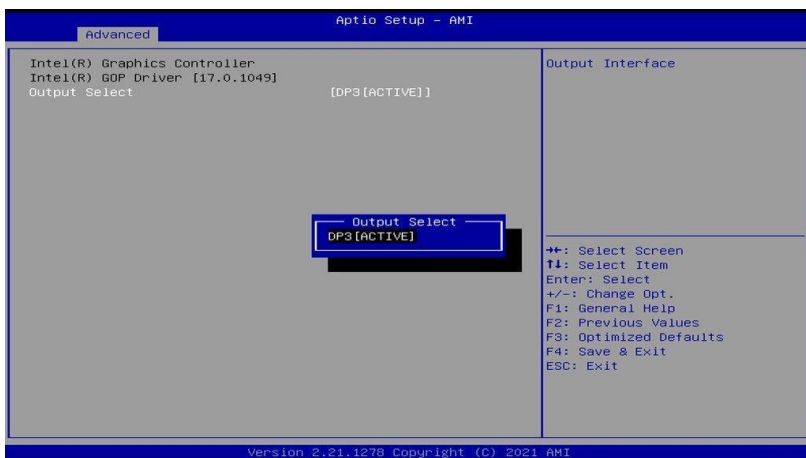 Aptio Setup - AMI
Advanced
Intel(R) Graphics Controller
Intel(R) GOP Driver [17.0.1049]
Output Select [DP3[ACTIVE]]
Output Interface
Output Select
DP3[ACTIVE]
→←: Select Screen
↑↓: Select Item
Enter: Select
+/-: Change Opt.
F1: General Help
F2: Previous Values
F3: Optimized Defaults
F4: Save & Exit
ESC: Exit
Version 2.21.1278 Copyright (C) 2021 AMI